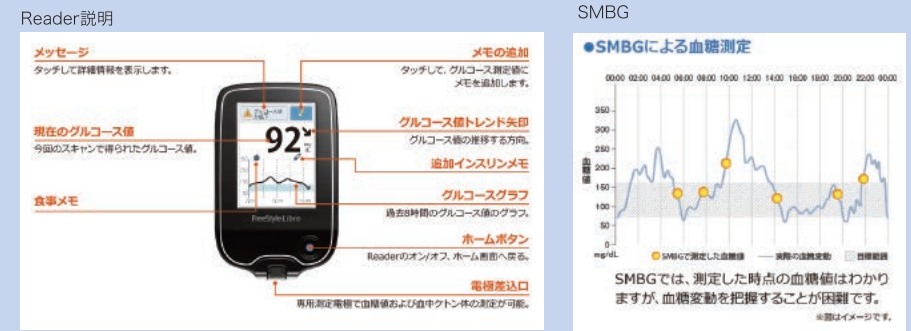 Reader説明
メッセージ
タッチして詳細情報を表示します。
現在のグルコース値
今回のスキャンで得られたグルコース値。
食事メモ
メモの追加
タッチして、グルコース測定値に
メモを追加します。
グルコース値トレンド矢印
グルコース値の推移する方向。
追加インスリンメモ
グルコースグラフ
過去8時間のグルコース値のグラフ。
ホームボタン
Readerのオン/オフ、ホーム画面へ戻る。
電極差込口
専用測定電極で血糖値および血中ケトン体の測定が可能。
92
FreeStyle Libre
SMBG
●SMBGによる血糖測定
00:00 02:00 04:00 06:00 08:00 10:00 12:00 14:00 16:00 18:00 20:00 22:00 00:00
350
300
250
200
150
100
50
0
mg/dL
血糖値
SMBGで測定した血糖値
実際の血糖変動
目標範囲
SMBGでは、測定した時点の血糖値はわかり
ますが、血糖変動を把握することが困難です。
※図はイメージです。